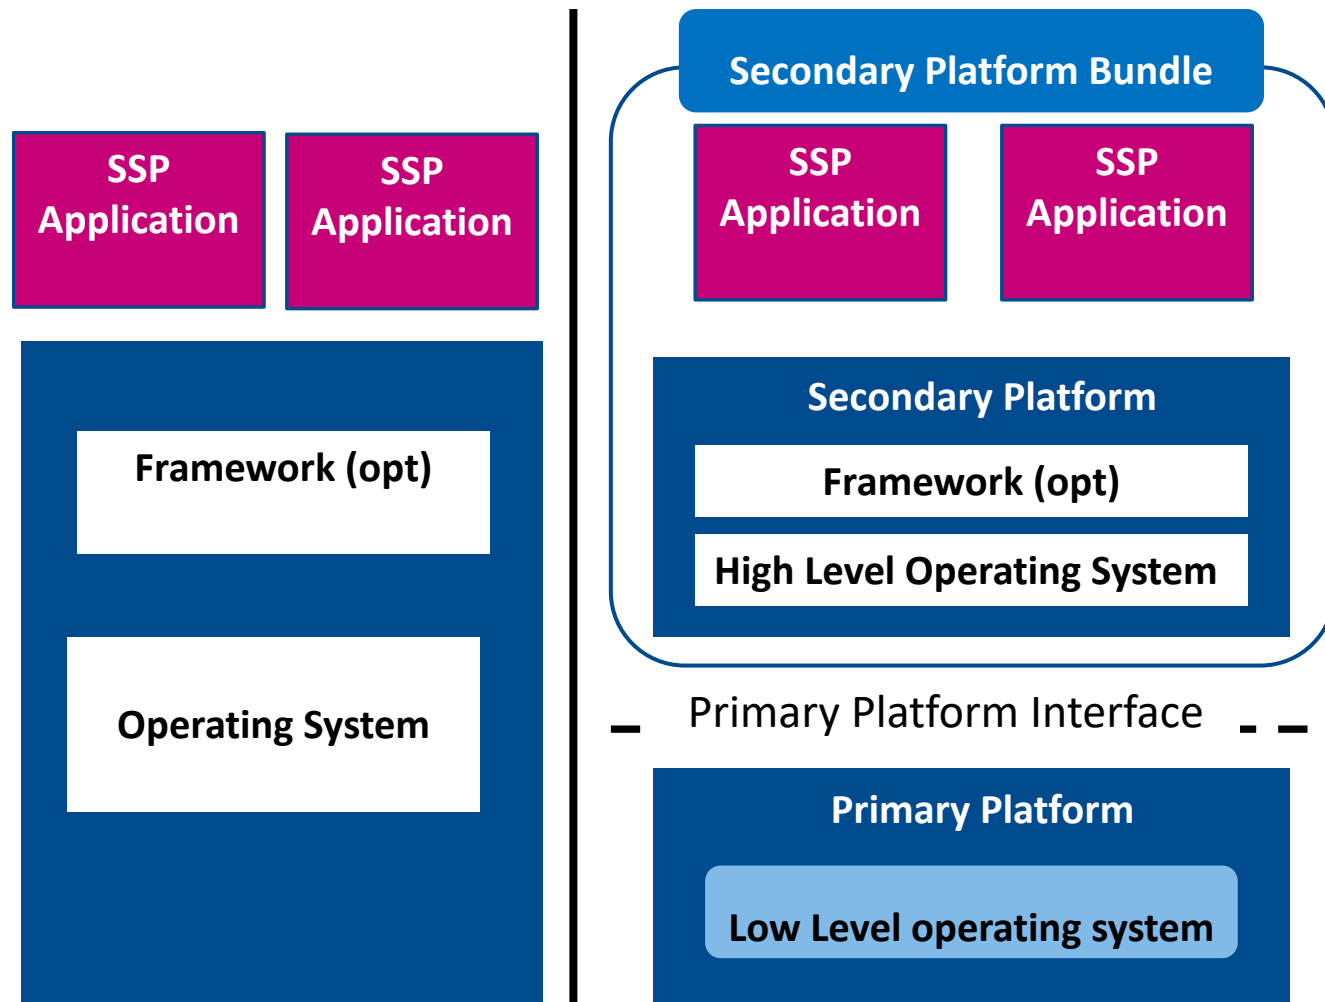 SSP
Application
SSP
Application
Framework (opt)
Operating System
Secondary Platform Bundle
SSP
Application
SSP
Application
Secondary Platform
Framework (opt)
High Level Operating System
Primary Platform Interface
Primary Platform
Low Level operating system